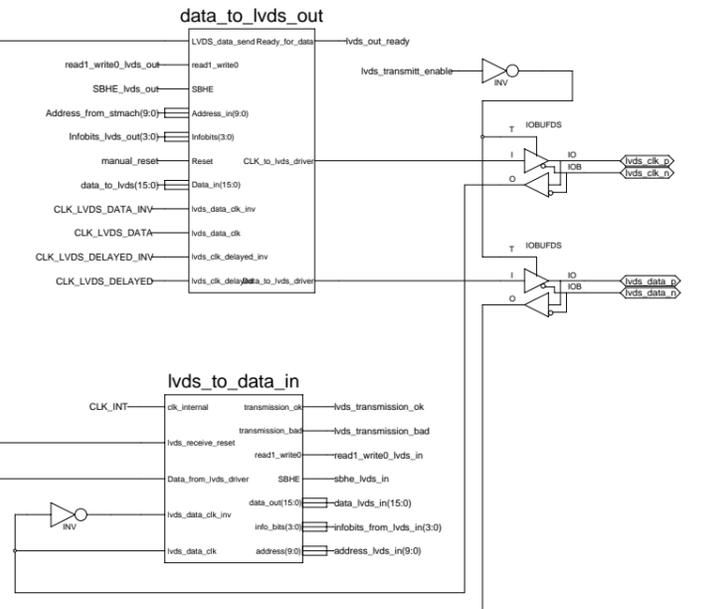 data_to_lvds_out
LVDS_data_send Ready_for_data lvds_out_ready
read1_write0_lvds_out read1_write0
lvds_transmitt_enable INV
SBHE_lvds_out SBHE
Address_from_stmach(9:0) Address_in(9:0)
Infobits_lvds_out(3:0) Infobits(3:0)
T IOBUFDS
manual_reset Reset CLK_to_lvds_driver I IO lvds_clk_p
IOB lvds_clk_n
data_to_lvds(15:0) Data_in(15:0) O
CLK_LVDS_DATA_INV lvds_data_clk_inv
CLK_LVDS_DATA lvds_data_clk
T IOBUFDS
CLK_LVDS_DELAYED_INV lvds_clk_delayed_inv
CLK_LVDS_DELAYED lvds_clk_delayed Data_to_lvds_driver I IO lvds_data_p
IOB lvds_data_n
O
lvds_to_data_in
CLK_INT clk_internal transmission_ok lvds_transmission_ok
transmission_bad lvds_transmission_bad
lvds_receive_reset
read1_write0 read1_write0_lvds_in
Data_from_lvds_driver SBHE sbhe_lvds_in
data_out(15:0) data_lvds_in(15:0)
INV lvds_data_clk_inv
info_bits(3:0) infobits_from_lvds_in(3:0)
lvds_data_clk address(9:0) address_lvds_in(9:0)